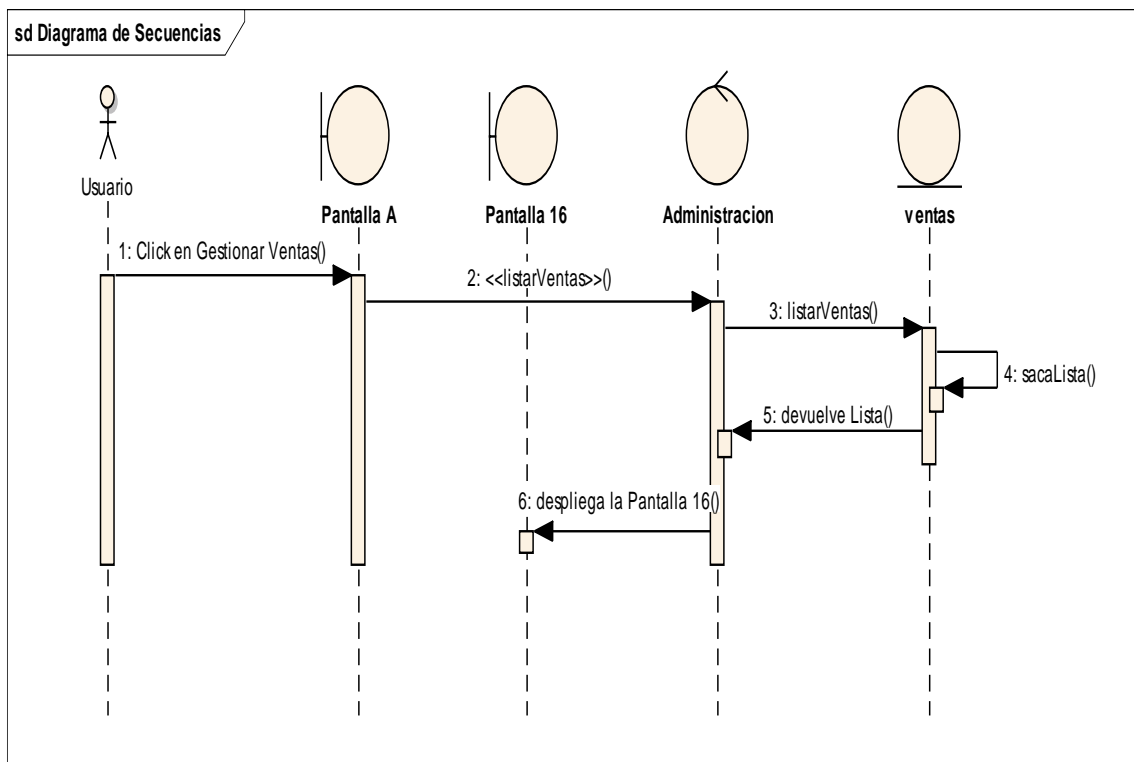 sd Diagrama de Secuencias
Usuario
Pantalla A
Pantalla 16
Administracion
ventas
1: Click en Gestionar Ventas()
2: <<listarVentas>>()
3: listarVentas()
4: sacaLista()
5: devuelve Lista()
6: despliega la Pantalla 16()